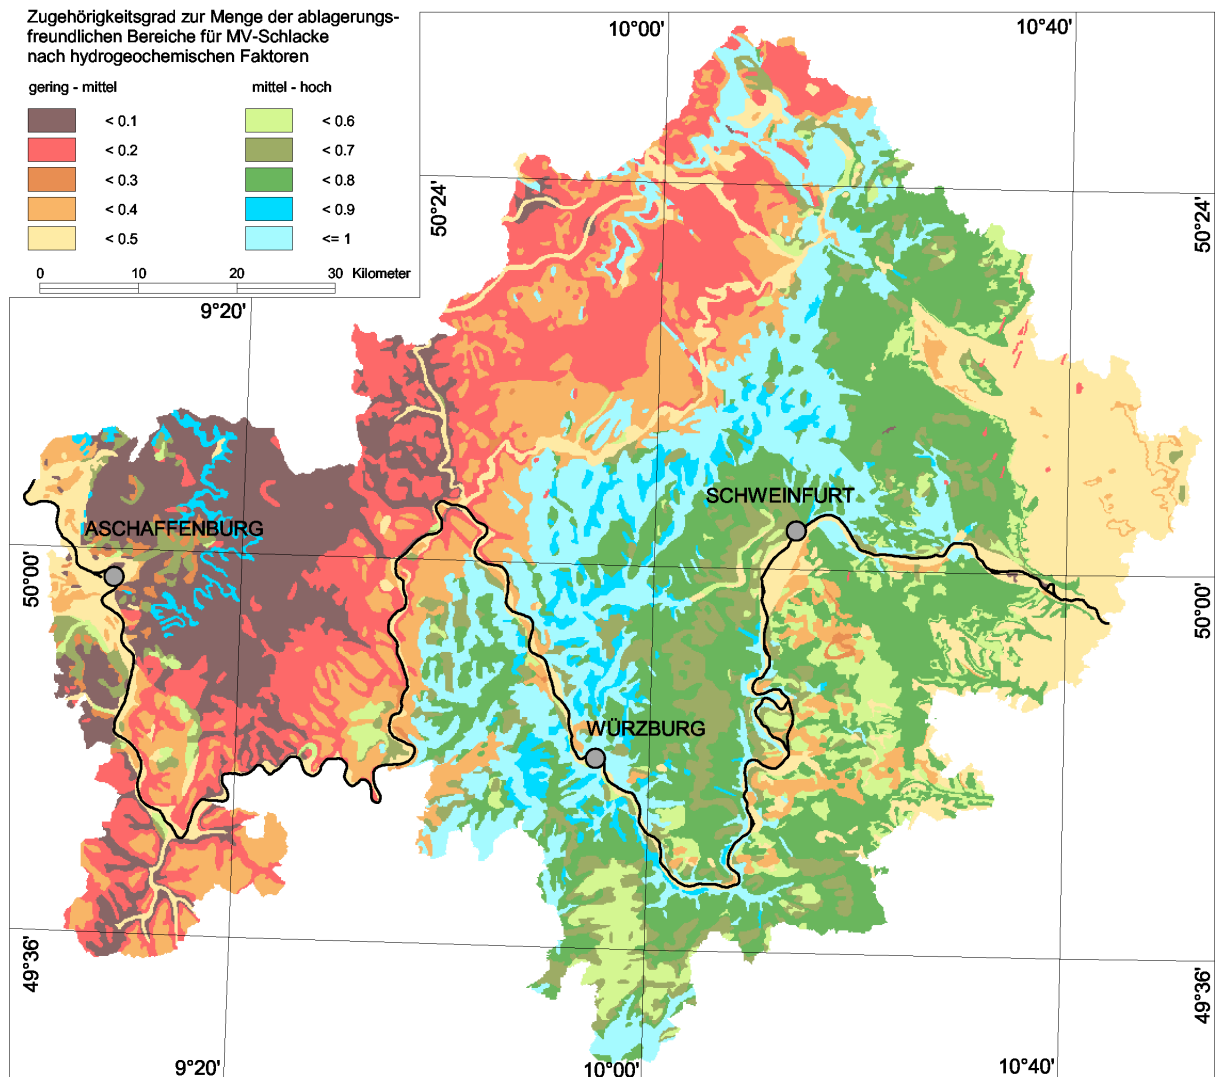 Zugehörigkeitsgrad zur Menge der ablagerungs-
freundlichen Bereiche für MV-Schlacke
nach hydrogeochemischen Faktoren
gering - mittel
mittel - hoch
< 0.1
< 0.6
< 0.2
< 0.7
< 0.3
< 0.8
< 0.4
< 0.9
< 0.5
<= 1
0 10 20 30 Kilometer
10°00'
10°40'
50°24'
50°24'
9°20'
SCHWEINFURT
ASCHAFFENBURG
50°00'
50°00'
WÜRZBURG
49°36'
49°36'
9°20'
10°00'
10°40'